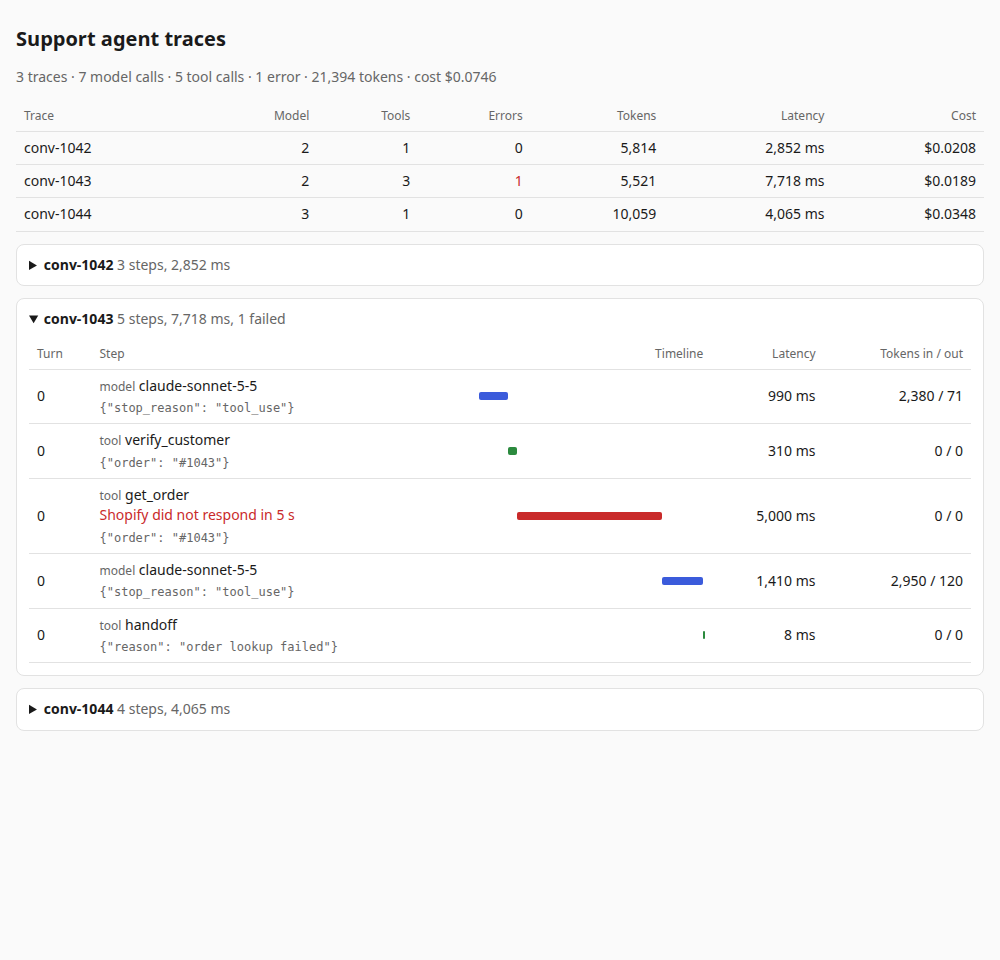 Support agent traces
3 traces · 7 model calls · 5 tool calls · 1 error · 21,394 tokens · cost $0.0746
Trace Model Tools Errors Tokens Latency Cost
conv-1042 2 1 0 5,814 2,852 ms $0.0208
conv-1043 2 3 1 5,521 7,718 ms $0.0189
conv-1044 3 1 0 10,059 4,065 ms $0.0348
conv-1042 3 steps, 2,852 ms
conv-1043 5 steps, 7,718 ms, 1 failed
Turn Step Timeline Latency Tokens in / out
0 model claude-sonnet-5-5 990 ms 2,380 / 71
{"stop_reason": "tool_use"}
0 tool verify_customer 310 ms 0 / 0
{"order": "#1043"}
0 tool get_order 5,000 ms 0 / 0
Shopify did not respond in 5 s
{"order": "#1043"}
0 model claude-sonnet-5-5 1,410 ms 2,950 / 120
{"stop_reason": "tool_use"}
0 tool handoff 8 ms 0 / 0
{"reason": "order lookup failed"}
conv-1044 4 steps, 4,065 ms